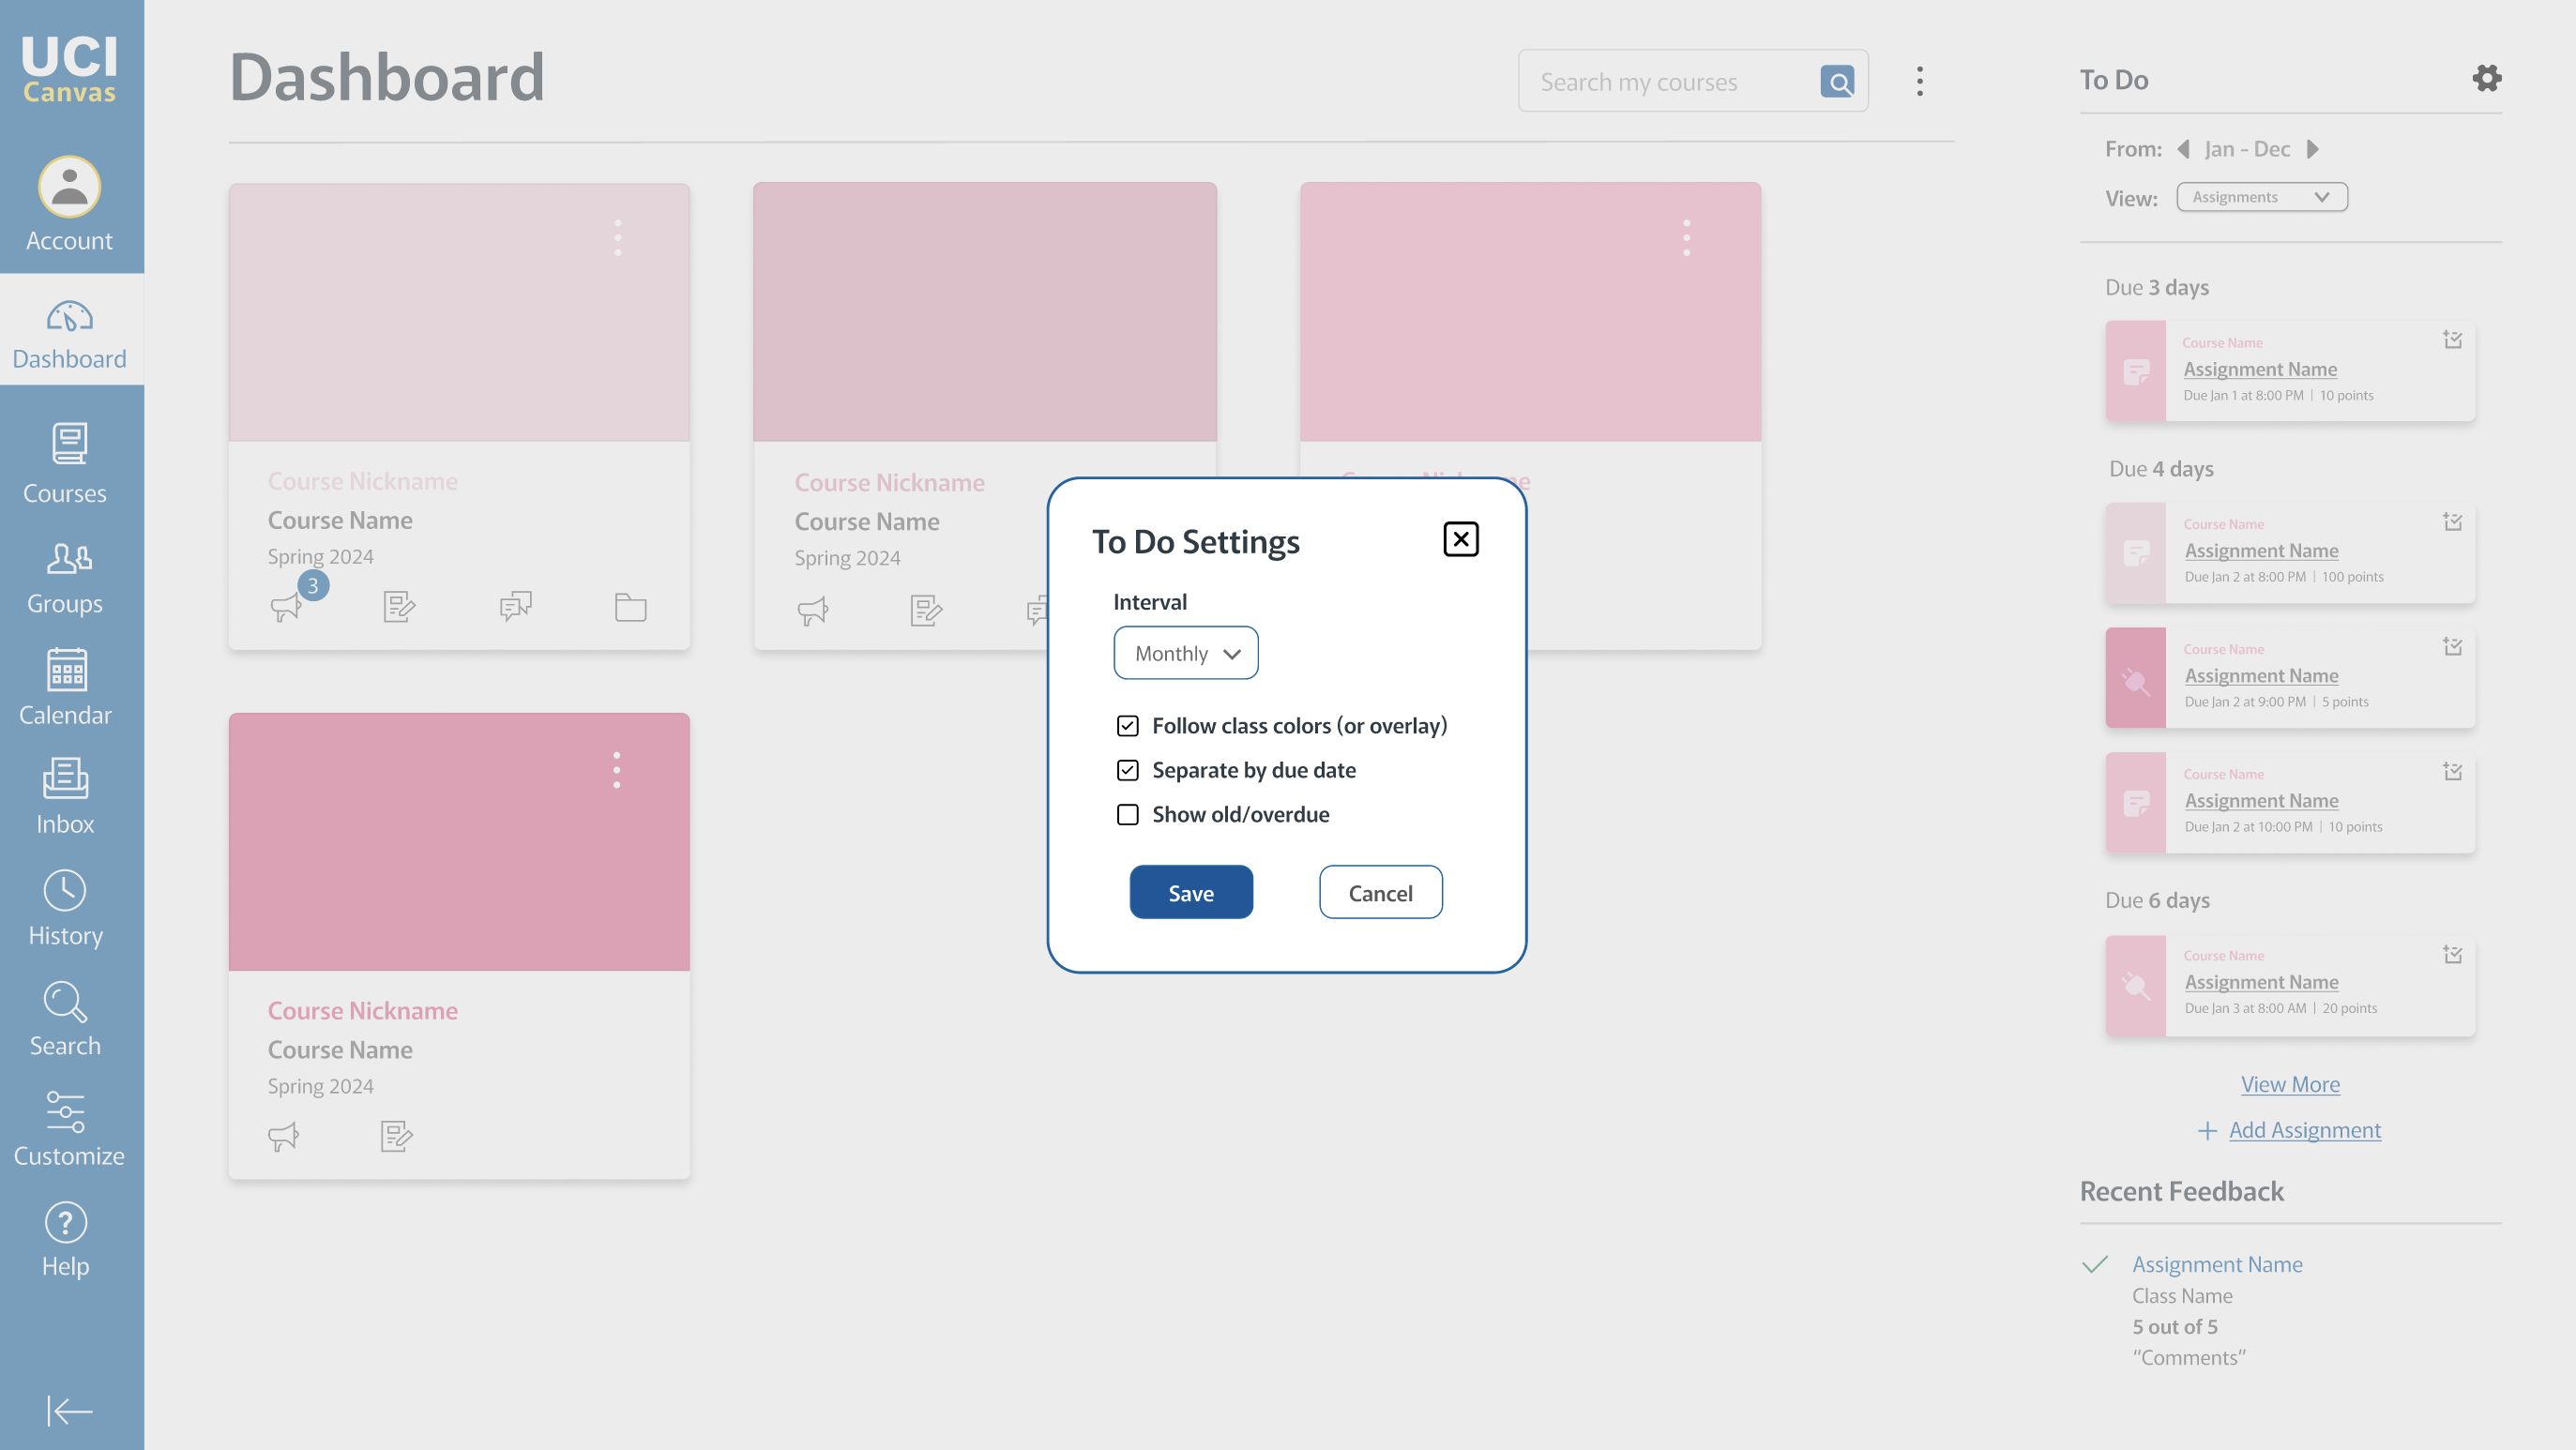 UCI
Canvas
Account
Dashboard
Courses
Groups
Calendar
Inbox
History
Search
Customize
Help
Dashboard
Search my courses
Course Nickname
Course Name
Spring 2024
3
Course Nickname
Course Name
Spring 2024
Course Nickname
Course Nickname
Course Name
Spring 2024
To Do Settings
Interval
Monthly
Follow class colors (or overlay)
Separate by due date
Show old/overdue
Save
Cancel
To Do
From: Jan - Dec
View: Assignments
Due 3 days
Course Name
Assignment Name
Due Jan 1 at 8:00 PM | 10 points
Due 4 days
Course Name
Assignment Name
Due Jan 2 at 8:00 PM | 100 points
Course Name
Assignment Name
Due Jan 2 at 9:00 PM | 5 points
Course Name
Assignment Name
Due Jan 2 at 10:00 PM | 10 points
Due 6 days
Course Name
Assignment Name
Due Jan 3 at 8:00 AM | 20 points
View More
+ Add Assignment
Recent Feedback
Assignment Name
Class Name
5 out of 5
“Comments”